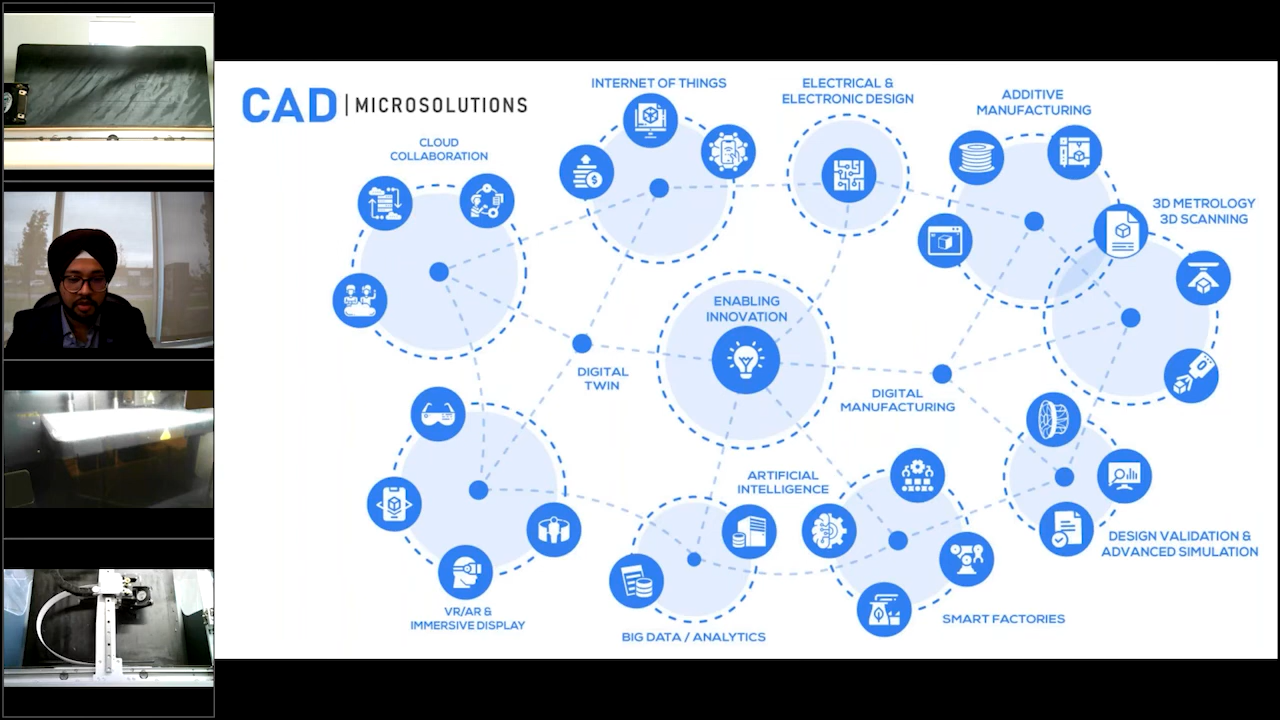 CAD | MICROSOLUTIONS
INTERNET OF THINGS
ELECTRICAL &
ELECTRONIC DESIGN
ADDITIVE
MANUFACTURING
CLOUD
COLLABORATION
3D METROLOGY
3D SCANNING
ENABLING
INNOVATION
DIGITAL
TWIN
DIGITAL
MANUFACTURING
ARTIFICIAL
INTELLIGENCE
DESIGN VALIDATION &
ADVANCED SIMULATION
VR/AR &
IMMERSIVE DISPLAY
BIG DATA / ANALYTICS
SMART FACTORIES